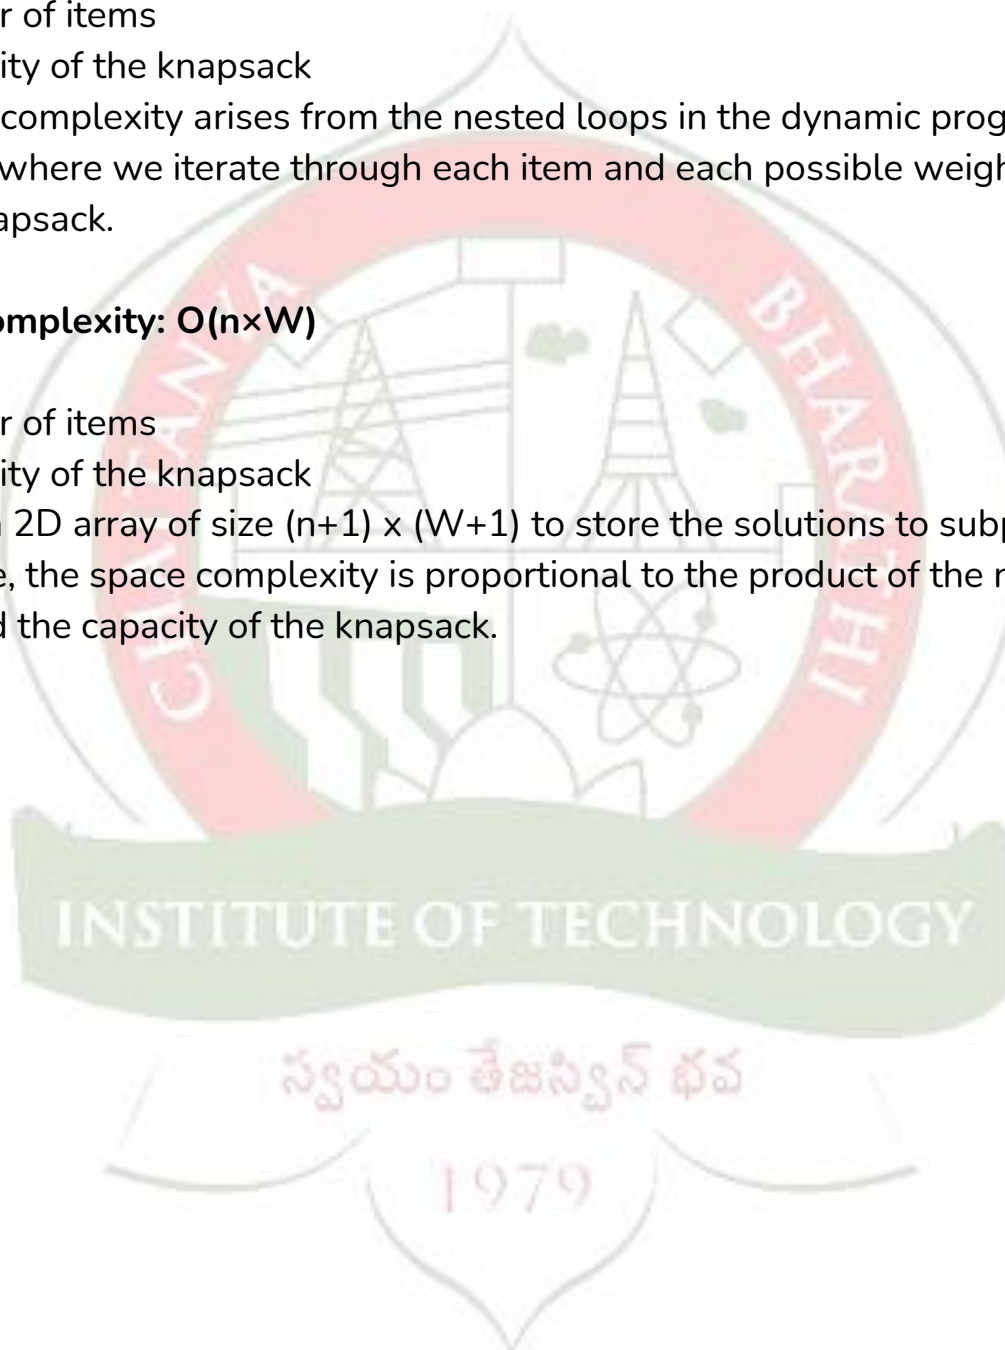 r of items
ity of the knapsack
complexity arises from the nested loops in the dynamic prog
where we iterate through each item and each possible weigh
apsack.
omplexity: O(n×W)
r of items
ity of the knapsack
2D array of size (n+1) x (W+1) to store the solutions to subp
e, the space complexity is proportional to the product of the n
d the capacity of the knapsack.
CHAITANYA BHARATHI
INSTITUTE OF TECHNOLOGY
స్వయం తేజస్విన్ భవ
1979